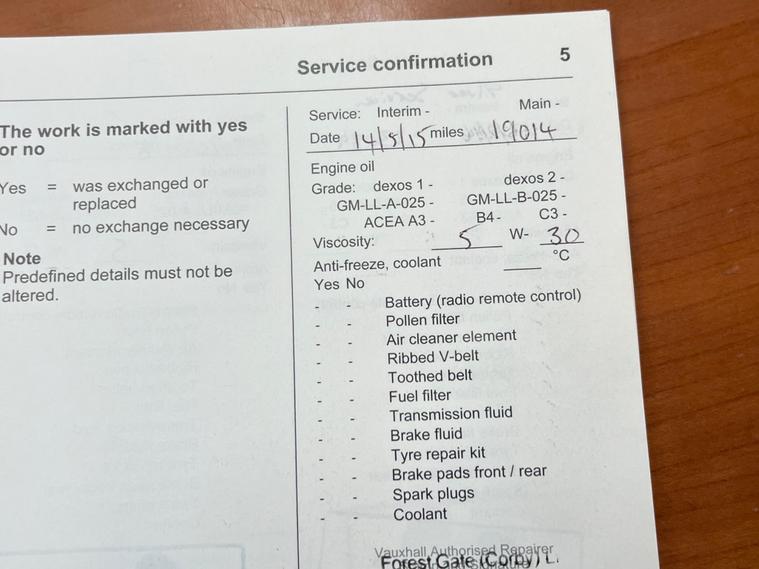 Service confirmation 5
The work is marked with yes
or no
Yes = was exchanged or
replaced
No = no exchange necessary
Note
Predefined details must not be
altered.
Service: Interim - Main -
Date 14/5/15 miles 19014
Engine oil
Grade: dexos 1 - dexos 2 -
GM-LL-A-025 - GM-LL-B-025 -
ACEA A3 - B4 - C3 -
Viscosity: 5 W- 30
Anti-freeze, coolant °C
Yes No
- - Battery (radio remote control)
- - Pollen filter
- - Air cleaner element
- - Ribbed V-belt
- - Toothed belt
- - Fuel filter
- - Transmission fluid
- - Brake fluid
- - Tyre repair kit
- - Brake pads front / rear
- - Spark plugs
- - Coolant
Vauxhall Authorised Repairer
Forest Gate (Corby) L.